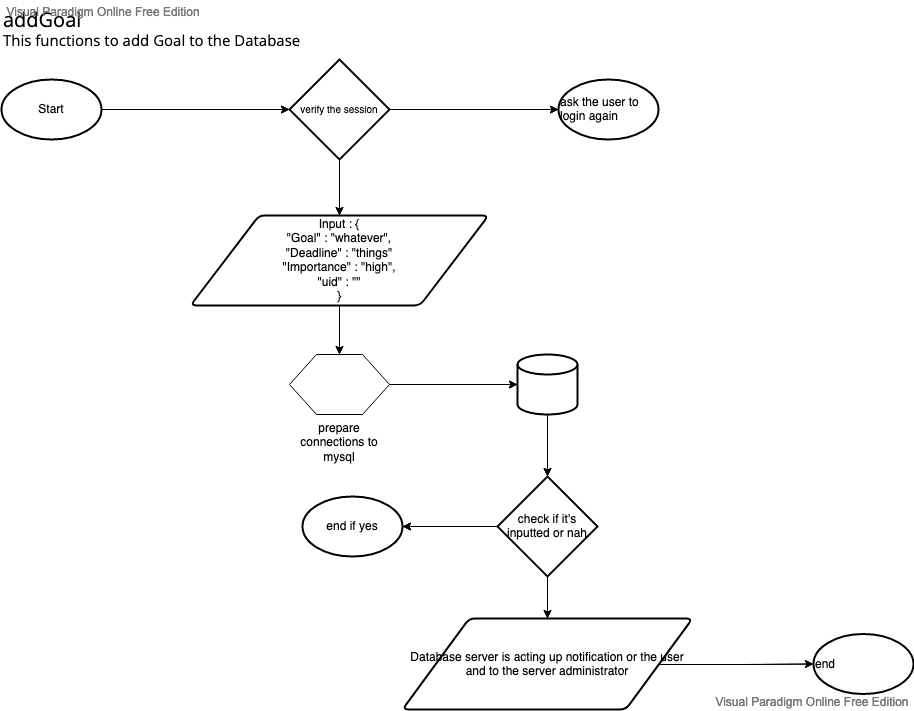 Visual Paradigm Online Free Edition
addGoal
This functions to add Goal to the Database
Start
verify the session
ask the user to
login again
Input : {
"Goal" : "whatever",
"Deadline" : "things"
"Importance" : "high",
"uid" : ""
}
prepare
connections to
mysql
check if it's
inputted or nah
end if yes
Database server is acting up notification or the user
and to the server administrator
end
Visual Paradigm Online Free Edition